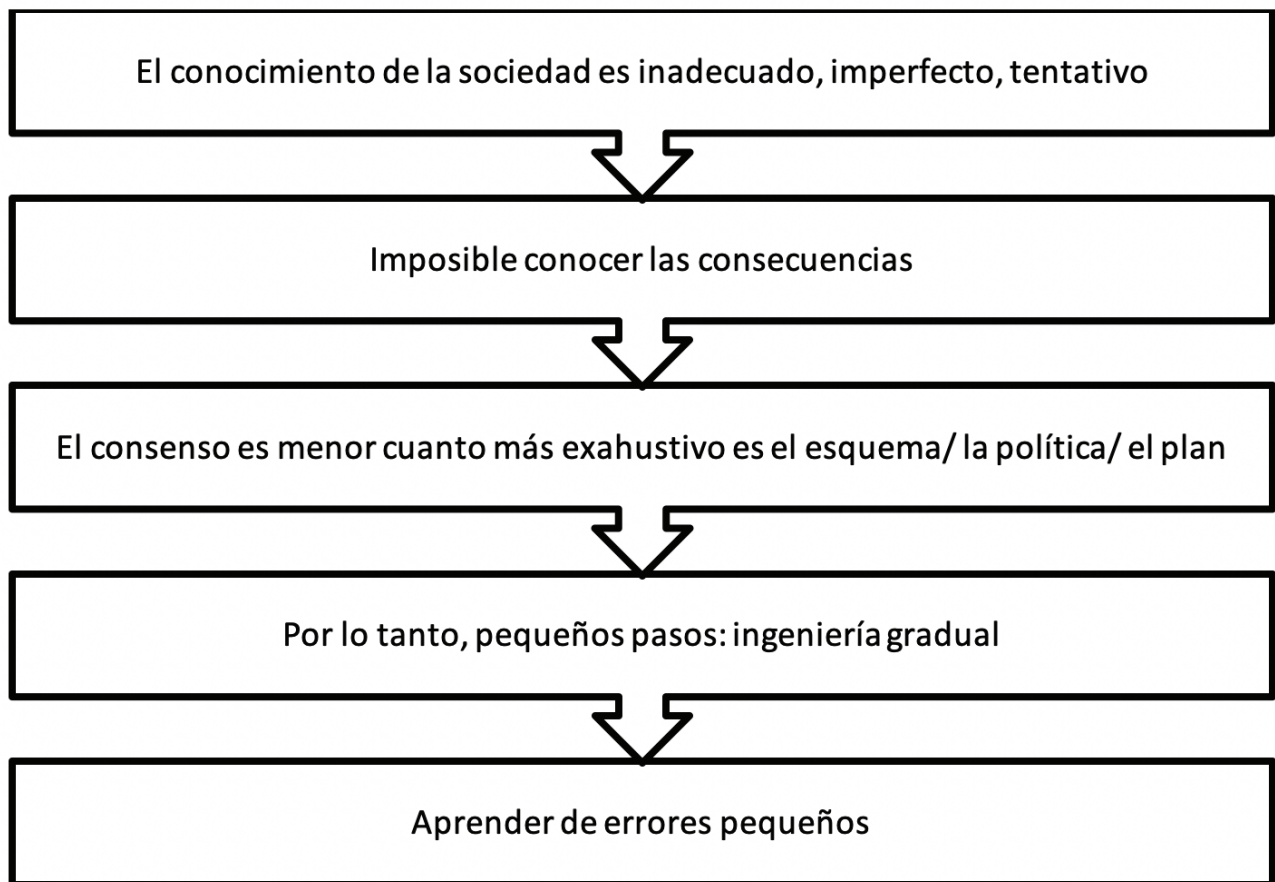 El conocimiento de la sociedad es inadecuado, imperfecto, tentativo
Imposible conocer las consecuencias
El consenso es menor cuanto más exahustivo es el esquema/ la política/ el plan
Por lo tanto, pequeños pasos: ingeniería gradual
Aprender de errores pequeños